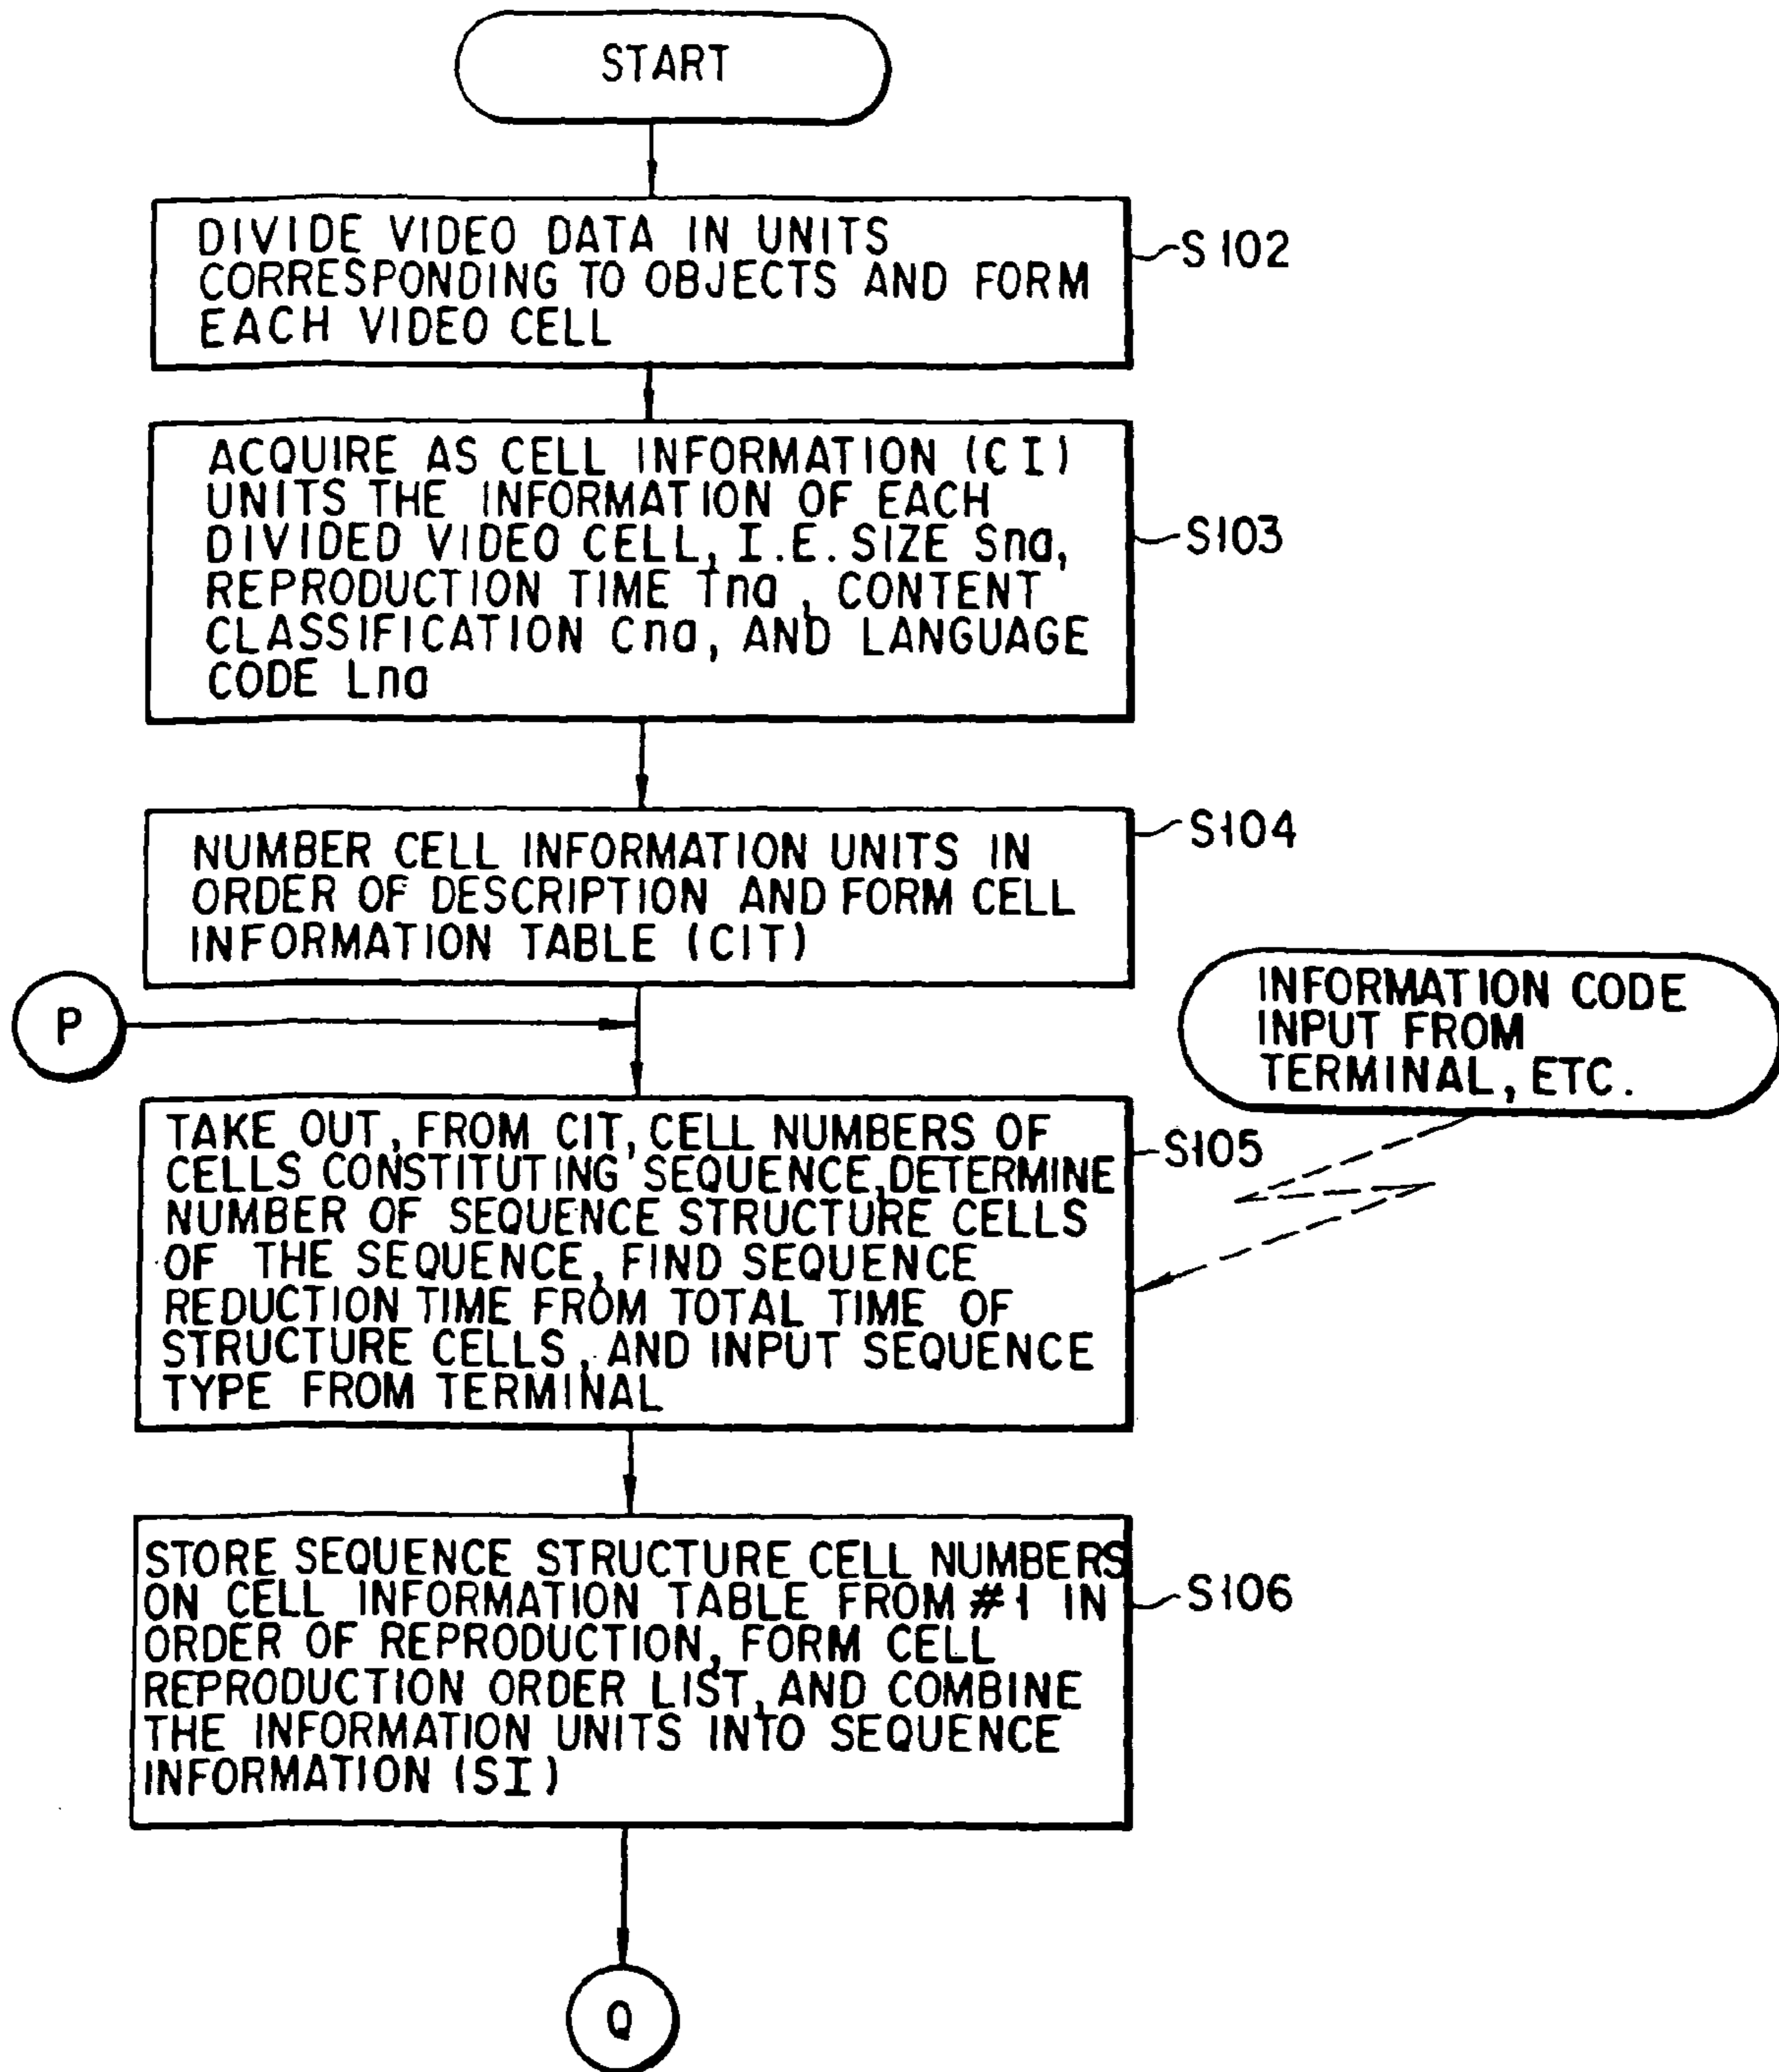 START
DIVIDE VIDEO DATA IN UNITS
CORRESPONDING TO OBJECTS AND FORM
EACH VIDEO CELL
S102
ACQUIRE AS CELL INFORMATION (CI)
UNITS THE INFORMATION OF EACH
DIVIDED VIDEO CELL, I.E. SIZE Sna,
REPRODUCTION TIME Tna, CONTENT
CLASSIFICATION Cna, AND LANGUAGE
CODE Lna
S103
NUMBER CELL INFORMATION UNITS IN
ORDER OF DESCRIPTION AND FORM CELL
INFORMATION TABLE (CIT)
S104
P
INFORMATION CODE
INPUT FROM
TERMINAL, ETC.
TAKE OUT, FROM CIT, CELL NUMBERS OF
CELLS CONSTITUTING SEQUENCE, DETERMINE
NUMBER OF SEQUENCE STRUCTURE CELLS
OF THE SEQUENCE, FIND SEQUENCE
REDUCTION TIME FROM TOTAL TIME OF
STRUCTURE CELLS, AND INPUT SEQUENCE
TYPE FROM TERMINAL
S105
STORE SEQUENCE STRUCTURE CELL NUMBERS
ON CELL INFORMATION TABLE FROM #1 IN
ORDER OF REPRODUCTION, FORM CELL
REPRODUCTION ORDER LIST, AND COMBINE
THE INFORMATION UNITS INTO SEQUENCE
INFORMATION (SI)
S106
Q